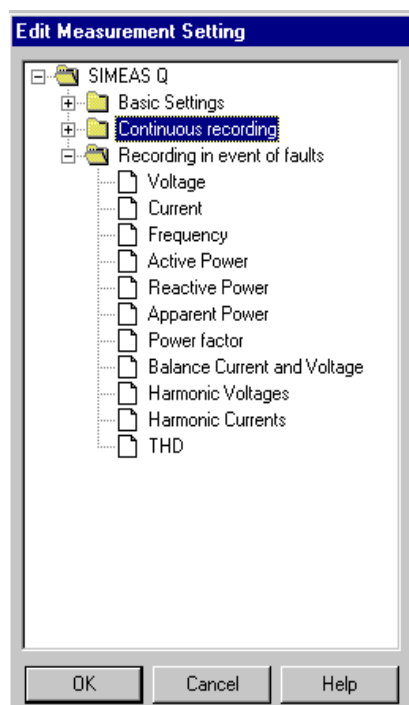 Edit Measurement Setting
SIMEAS Q
Basic Settings
Continuous recording
Recording in event of faults
Voltage
Current
Frequency
Active Power
Reactive Power
Apparent Power
Power factor
Balance Current and Voltage
Harmonic Voltages
Harmonic Currents
THD
OK Cancel Help